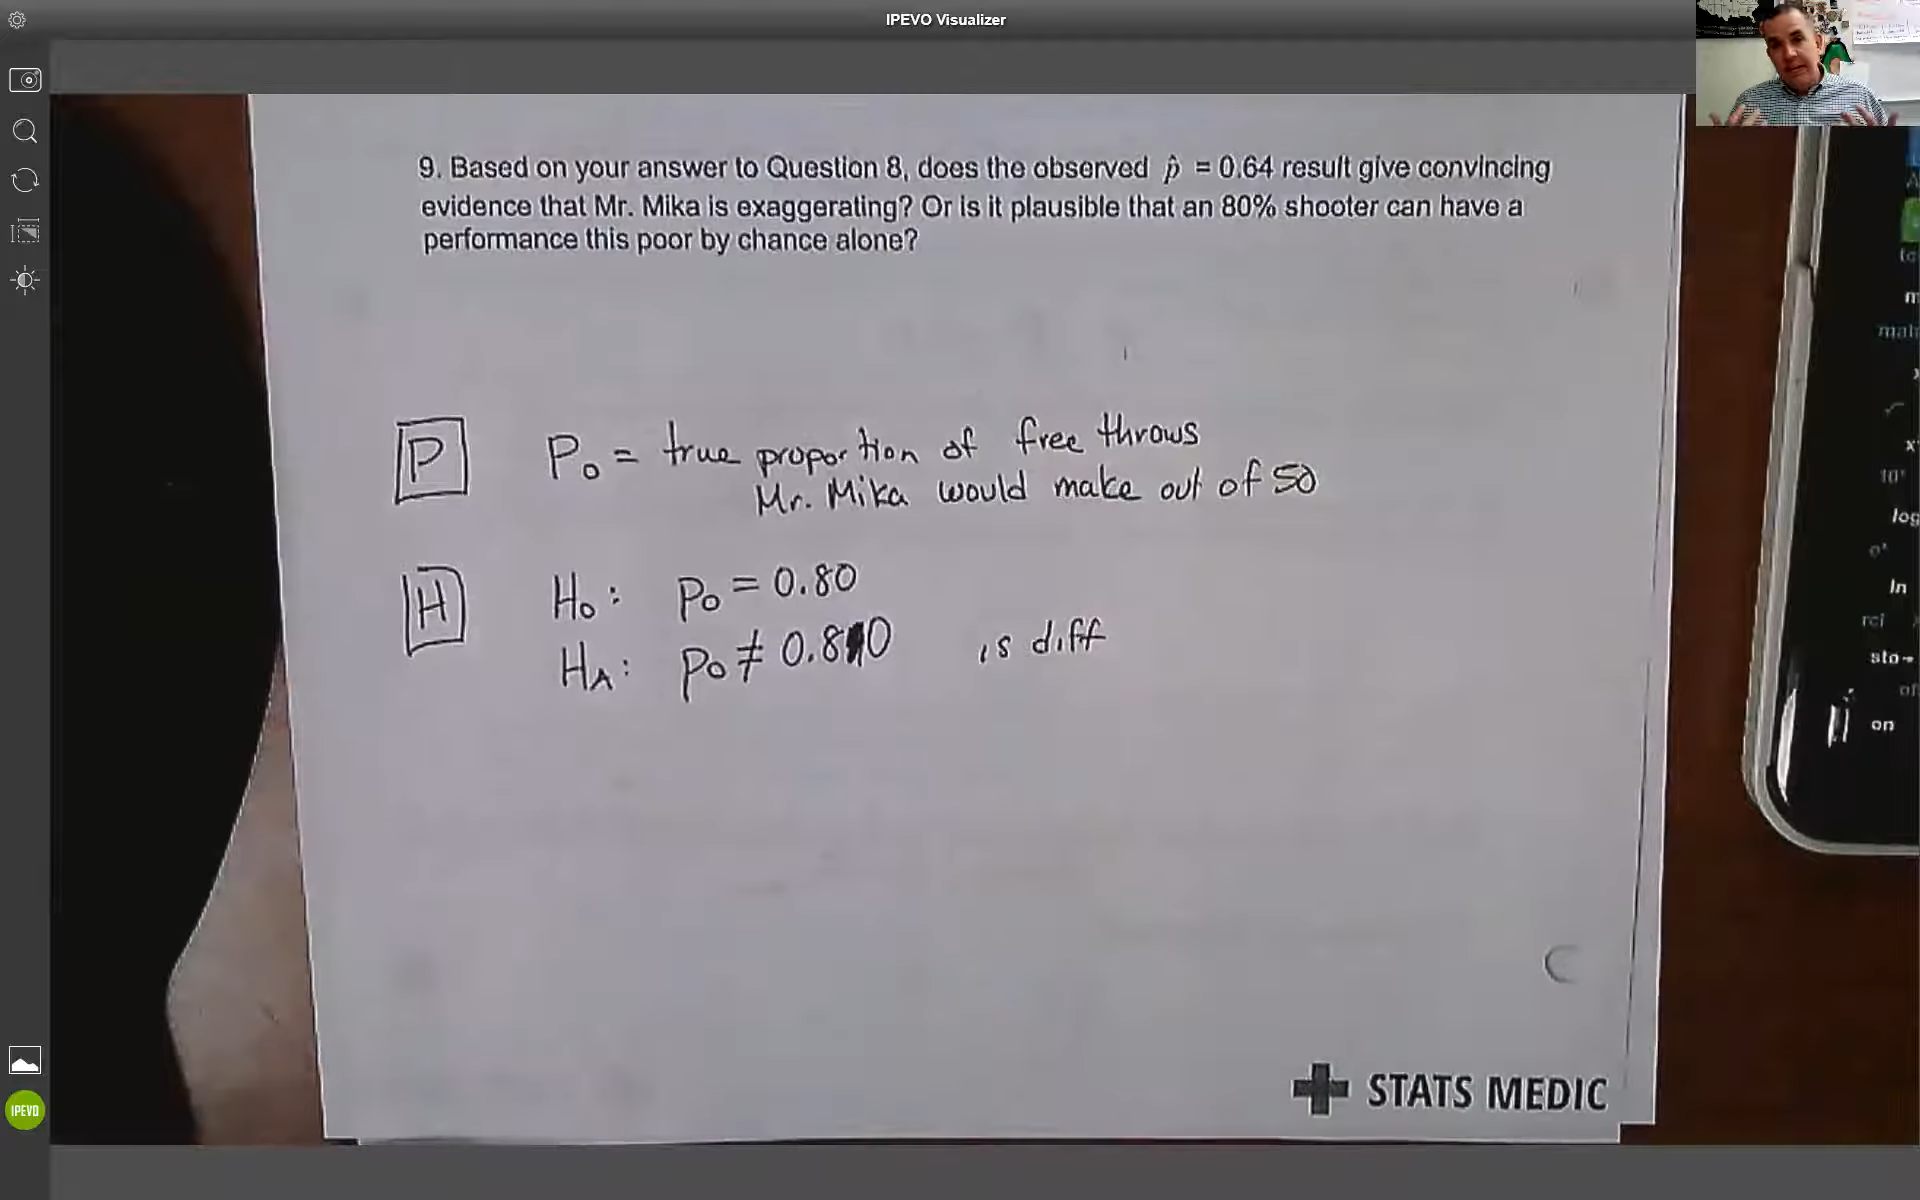 IPEVO Visualizer
9. Based on your answer to Question 8, does the observed p̂ = 0.64 result give convincing
evidence that Mr. Mika is exaggerating? Or is it plausible that an 80% shooter can have a
performance this poor by chance alone?
P P₀ = true proportion of free throws
Mr. Mika would make out of 50
H H₀: p₀ = 0.80
Hₐ: p₀ ≠ 0.80 is diff
STATS MEDIC
IPEVO
log
ln
rcl
sto→
on